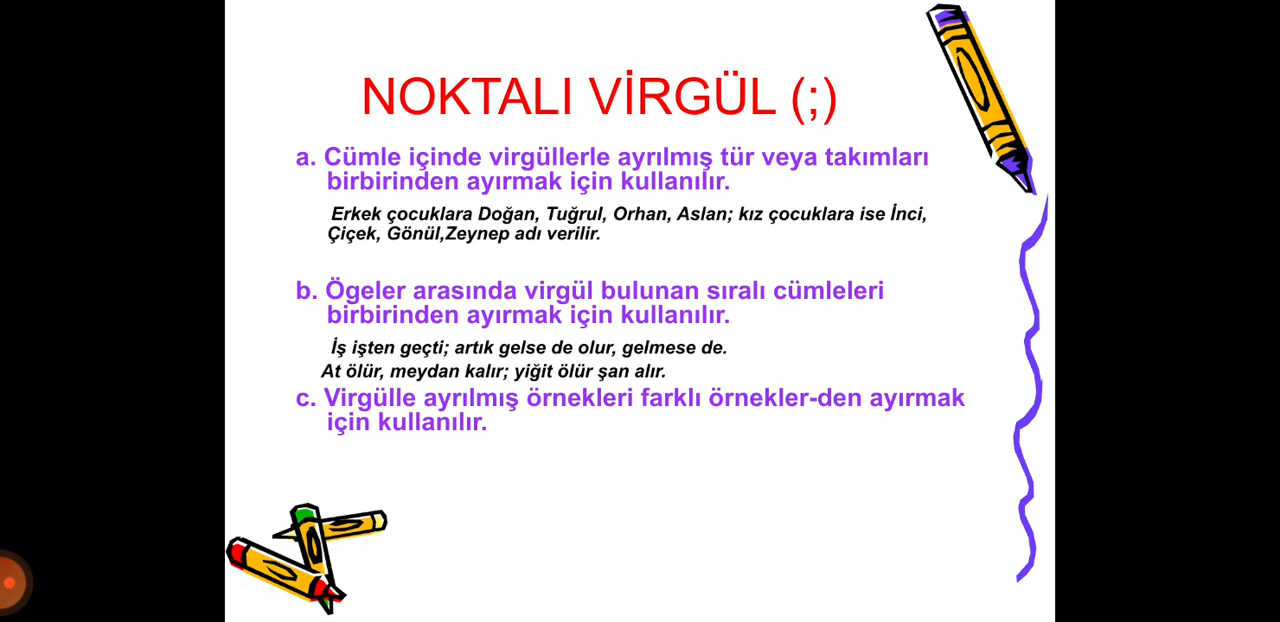 NOKTALI VİRGÜL (;)
a. Cümle içinde virgüllerle ayrılmış tür veya takımları
birbirinden ayırmak için kullanılır.
Erkek çocuklara Doğan, Tuğrul, Orhan, Aslan; kız çocuklara ise İnci,
Çiçek, Gönül,Zeynep adı verilir.
b. Ögeler arasında virgül bulunan sıralı cümleleri
birbirinden ayırmak için kullanılır.
İş işten geçti; artık gelse de olur, gelmese de.
At ölür, meydan kalır; yiğit ölür şan alır.
c. Virgülle ayrılmış örnekleri farklı örnekler-den ayırmak
için kullanılır.